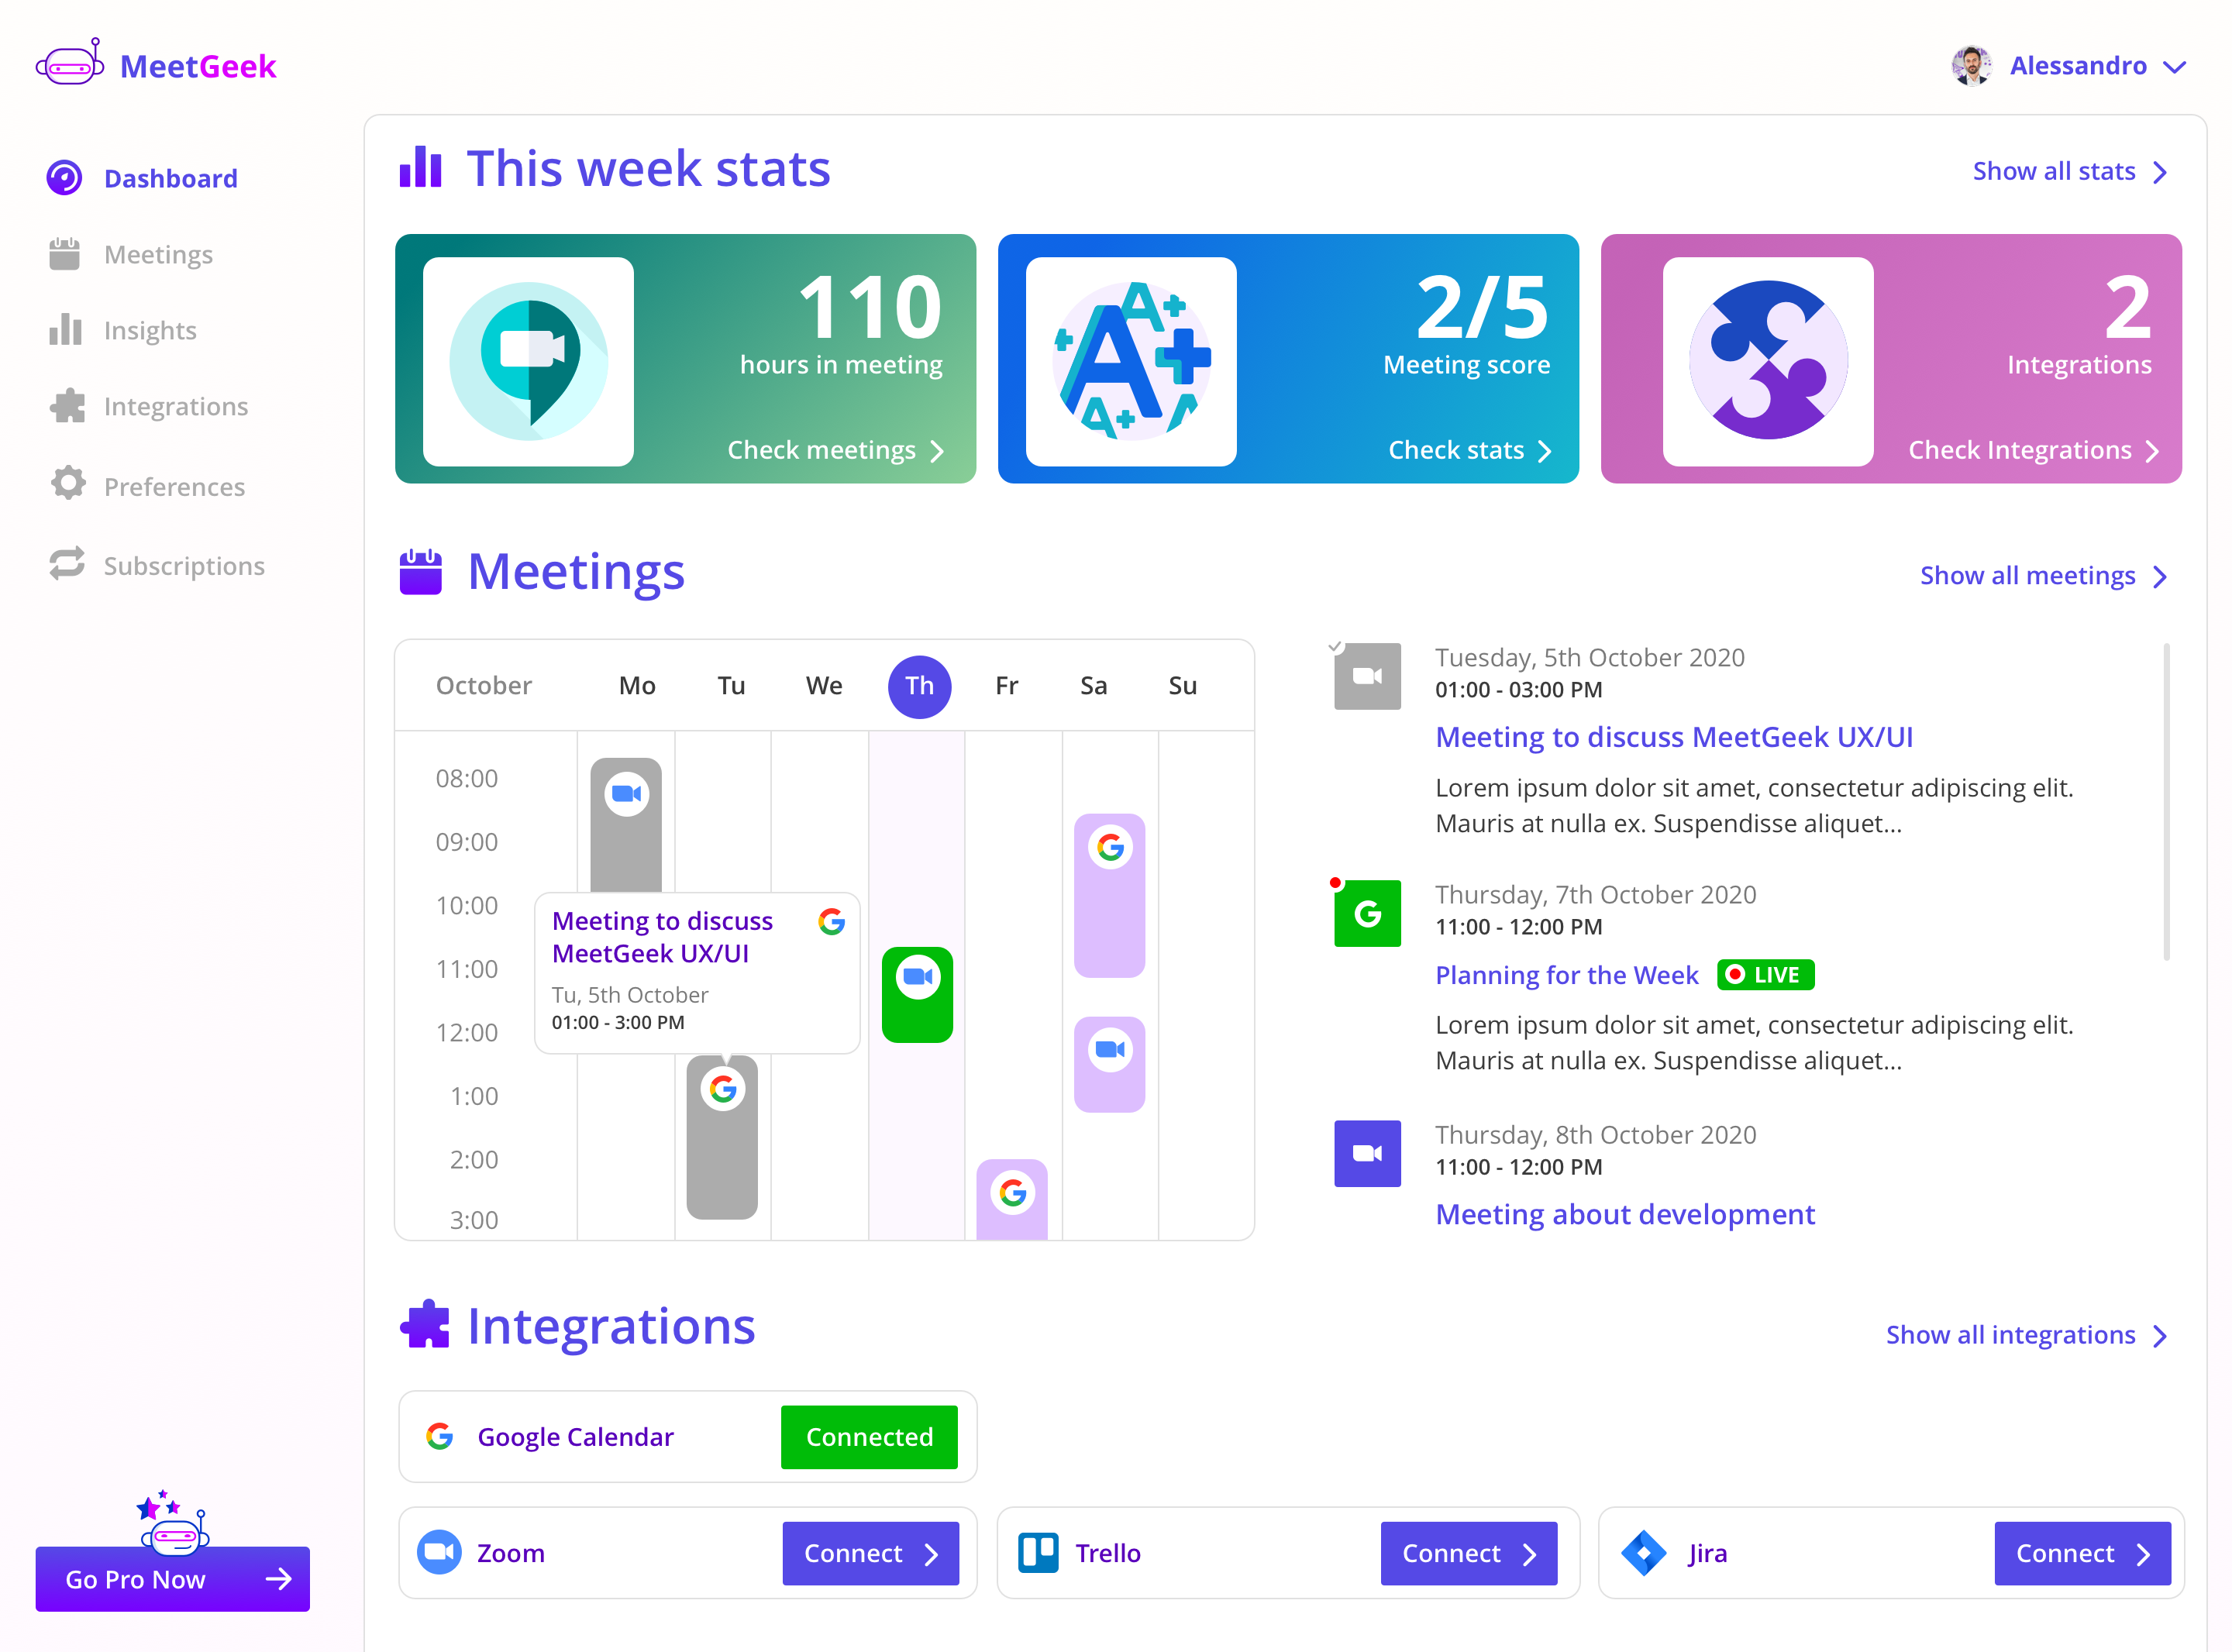 MeetGeek
Alessandro
Dashboard
Meetings
Insights
Integrations
Preferences
Subscriptions
Go Pro Now
This week stats
Show all stats
110
hours in meeting
Check meetings
2/5
Meeting score
Check stats
2
Integrations
Check Integrations
Meetings
Show all meetings
October Mo Tu We Th Fr Sa Su
08:00
09:00
10:00
11:00
12:00
1:00
2:00
3:00
Meeting to discuss
MeetGeek UX/UI
Tu, 5th October
01:00 - 3:00 PM
Tuesday, 5th October 2020
01:00 - 03:00 PM
Meeting to discuss MeetGeek UX/UI
Lorem ipsum dolor sit amet, consectetur adipiscing elit.
Mauris at nulla ex. Suspendisse aliquet...
Thursday, 7th October 2020
11:00 - 12:00 PM
Planning for the Week LIVE
Lorem ipsum dolor sit amet, consectetur adipiscing elit.
Mauris at nulla ex. Suspendisse aliquet...
Thursday, 8th October 2020
11:00 - 12:00 PM
Meeting about development
Integrations
Show all integrations
Google Calendar Connected
Zoom Connect
Trello Connect
Jira Connect